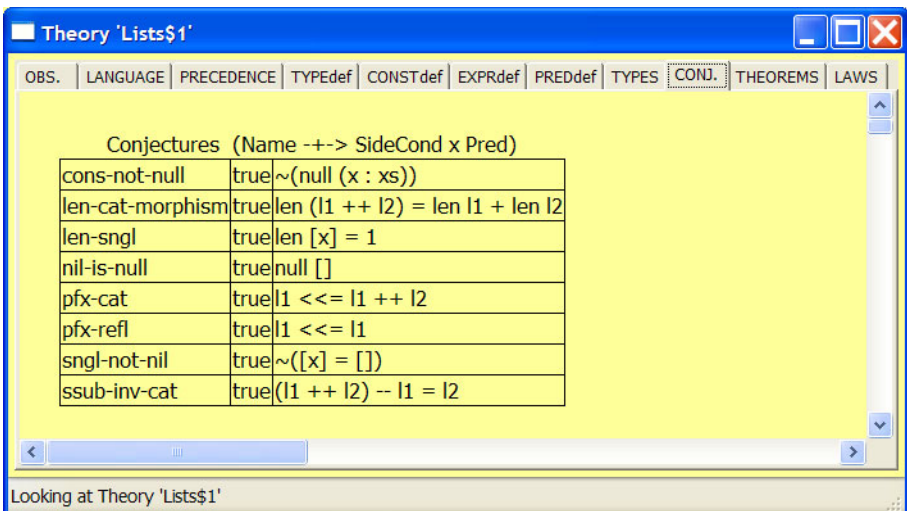 Theory 'Lists$1'
OBS. LANGUAGE PRECEDENCE TYPEdef CONSTdef EXPRdef PREDdef TYPES CONJ. THEOREMS LAWS
Conjectures (Name -+-> SideCond x Pred)
cons-not-null true ~(null (x : xs))
len-cat-morphism true len (l1 ++ l2) = len l1 + len l2
len-sngl true len [x] = 1
nil-is-null true null []
pfx-cat true l1 <<= l1 ++ l2
pfx-refl true l1 <<= l1
sngl-not-nil true ~([x] = [])
ssub-inv-cat true (l1 ++ l2) -- l1 = l2
Looking at Theory 'Lists$1'